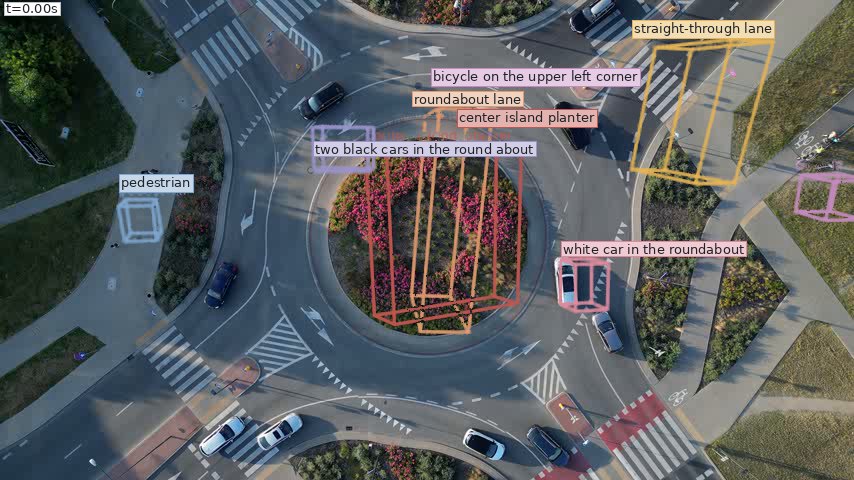 t=0.00s
straight-through lane
bicycle on the upper left corner
roundabout lane
center island planter
two black cars in the round about
pedestrian
white car in the roundabout